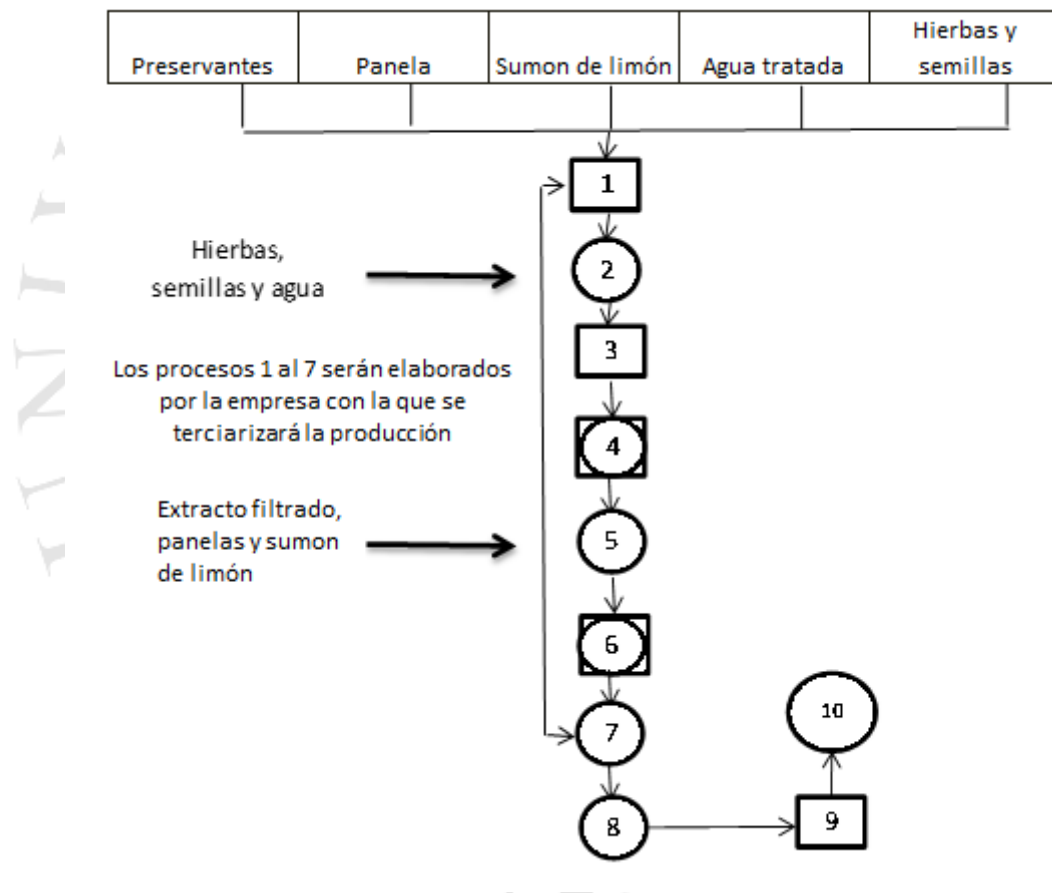 Preservantes
Panela
Sumon de limón
Agua tratada
Hierbas y
semillas
1
Hierbas,
semillas y agua
2
3
Los procesos 1 al 7 serán elaborados
por la empresa con la que se
terciarizará la producción
4
Extracto filtrado,
panelas y sumon
de limón
5
6
7
8
9
10